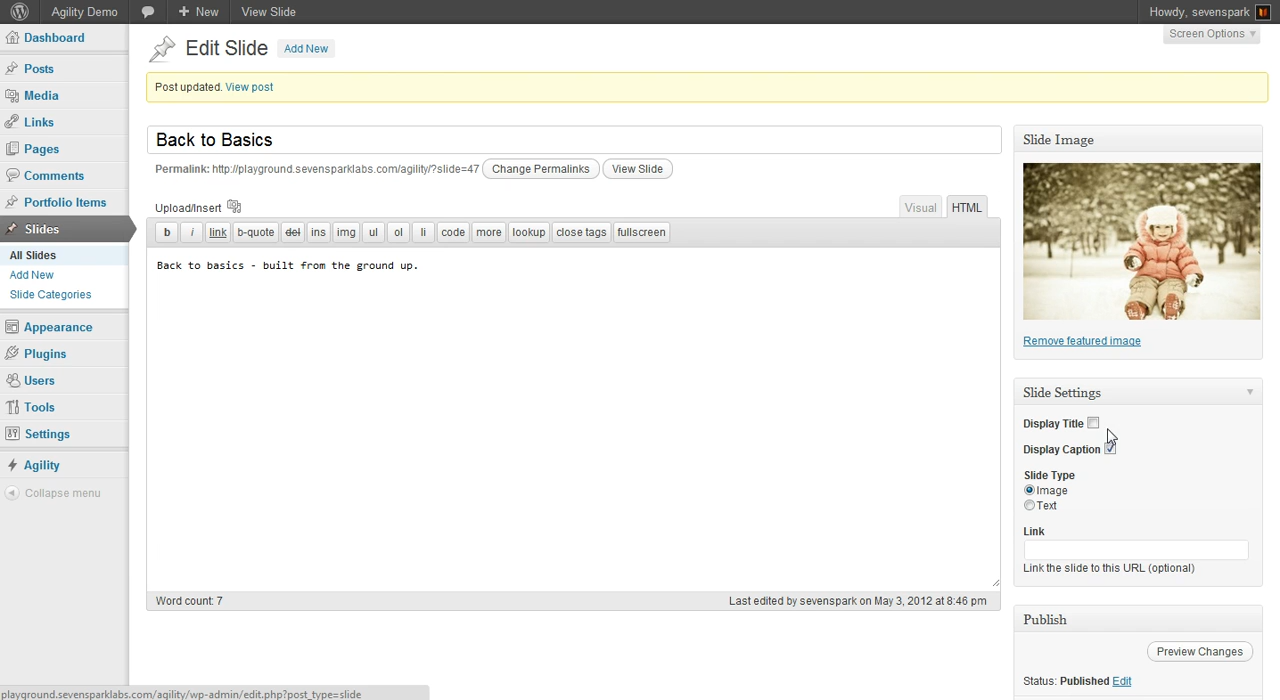 Agility Demo
New
View Slide
Howdy, sevenspark
Screen Options
Dashboard
Posts
Media
Links
Pages
Comments
Portfolio Items
Slides
All Slides
Add New
Slide Categories
Appearance
Plugins
Users
Tools
Settings
Agility
Collapse menu
Edit Slide Add New
Post updated. View post
Back to Basics
Permalink: http://playground.sevensparklabs.com/agility/?slide=47 Change Permalinks View Slide
Upload/Insert
Visual HTML
b i link b-quote del ins img ul ol li code more lookup close tags fullscreen
Back to basics - built from the ground up.
Word count: 7
Last edited by sevenspark on May 3, 2012 at 8:46 pm
Slide Image
Remove featured image
Slide Settings
Display Title
Display Caption
Slide Type
Image
Text
Link
Link the slide to this URL (optional)
Publish
Preview Changes
Status: Published Edit
playground.sevensparklabs.com/agility/wp-admin/edit.php?post_type=slide